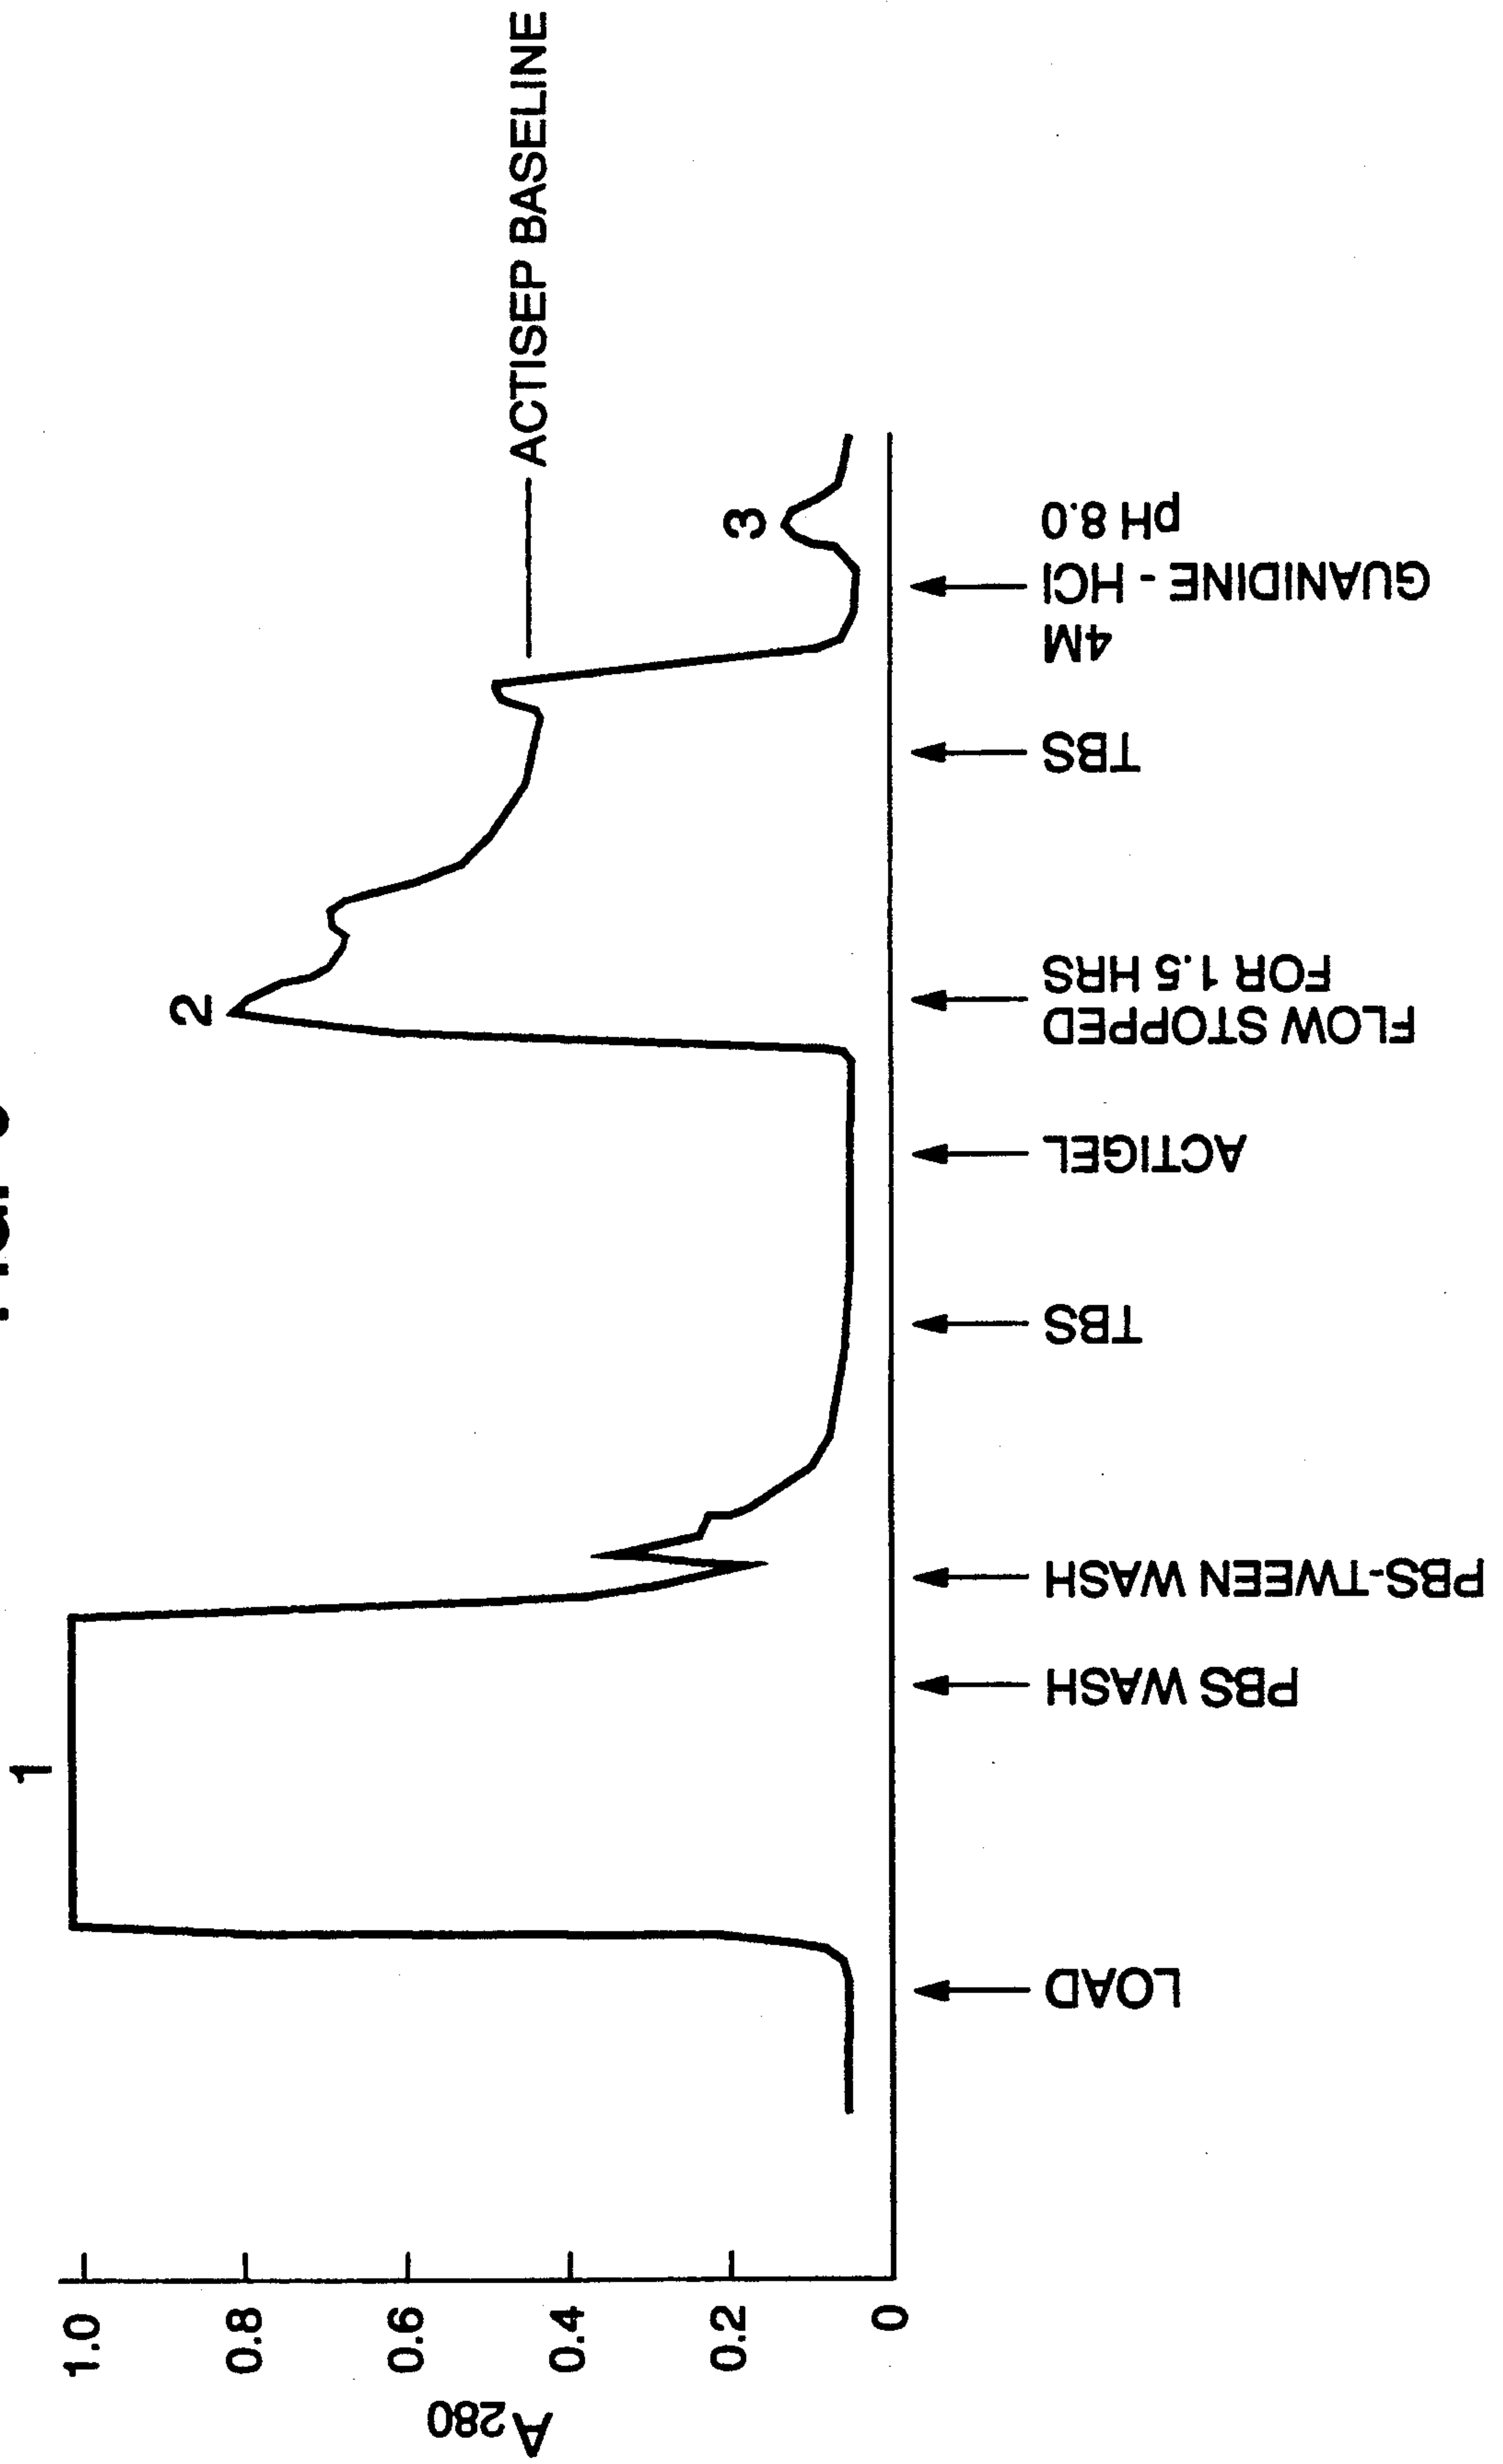 1
2
3
ACTISEP BASELINE
1.0
0.8
0.6
0.4
0.2
0
A280
LOAD
PBS WASH
PBS-TWEEN WASH
TBS
ACTIGEL
FLOW STOPPED
FOR 1.5 HRS
TBS
4M
GUANIDINE - HCl
pH 8.0